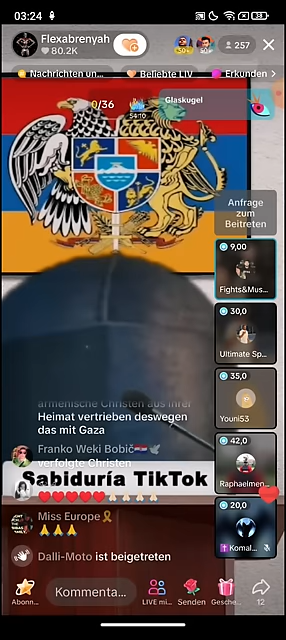 03:24
58
Flexabrenyah
80.2K
50+
50+
257
Nachrichten un...
Beliebte LIV
Erkunden
0/36
54:10
Glaskugel
Anfrage
zum
Beitreten
9,00
Fights&Mus...
30,0
Ultimate Sp...
35,0
Youni53
42,0
Raphaelmen...
20,0
Komal...
armenische Christen aus ihrer
Heimat vertrieben deswegen
das mit Gaza
Franko Weki Bobič
verfolgte Christen
Sabiduría TikTok
Miss Europe
Dalli-Moto ist beigetreten
Abonn...
Kommenta...
LIVE mi...
Senden
Gesche...
12